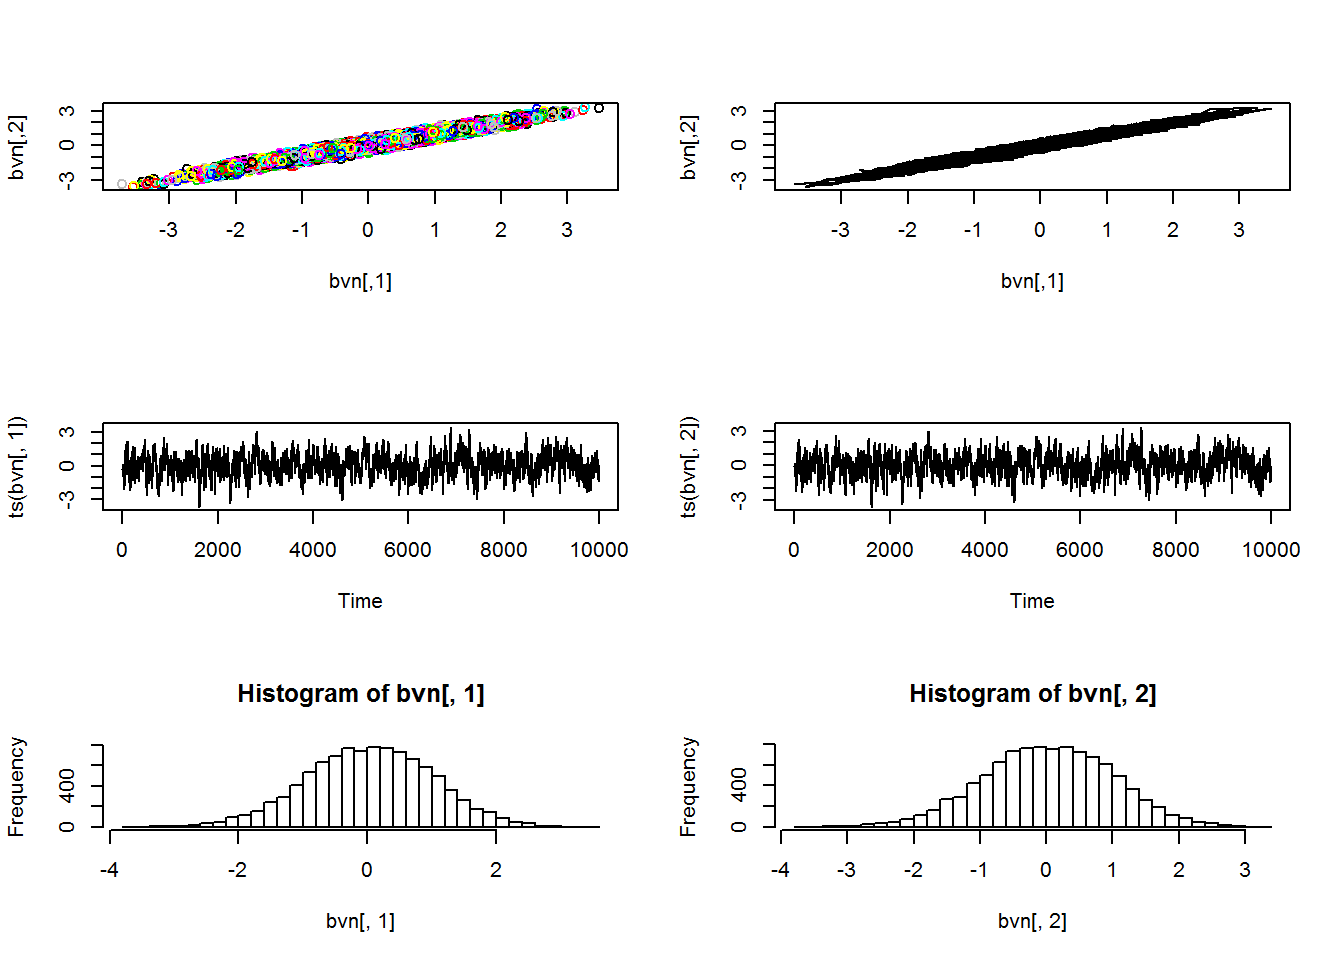 bvn[,2]
3
0
-3
-3 -2 -1 0 1 2 3
bvn[,1]
bvn[,2]
3
0
-3
-3 -2 -1 0 1 2 3
bvn[,1]
ts(bvn[, 1])
3
0
-3
0 2000 4000 6000 8000 10000
Time
ts(bvn[, 2])
3
0
-3
0 2000 4000 6000 8000 10000
Time
Histogram of bvn[, 1]
Frequency
400
0
-4 -2 0 2
bvn[, 1]
Histogram of bvn[, 2]
Frequency
400
0
-4 -3 -2 -1 0 1 2 3
bvn[, 2]